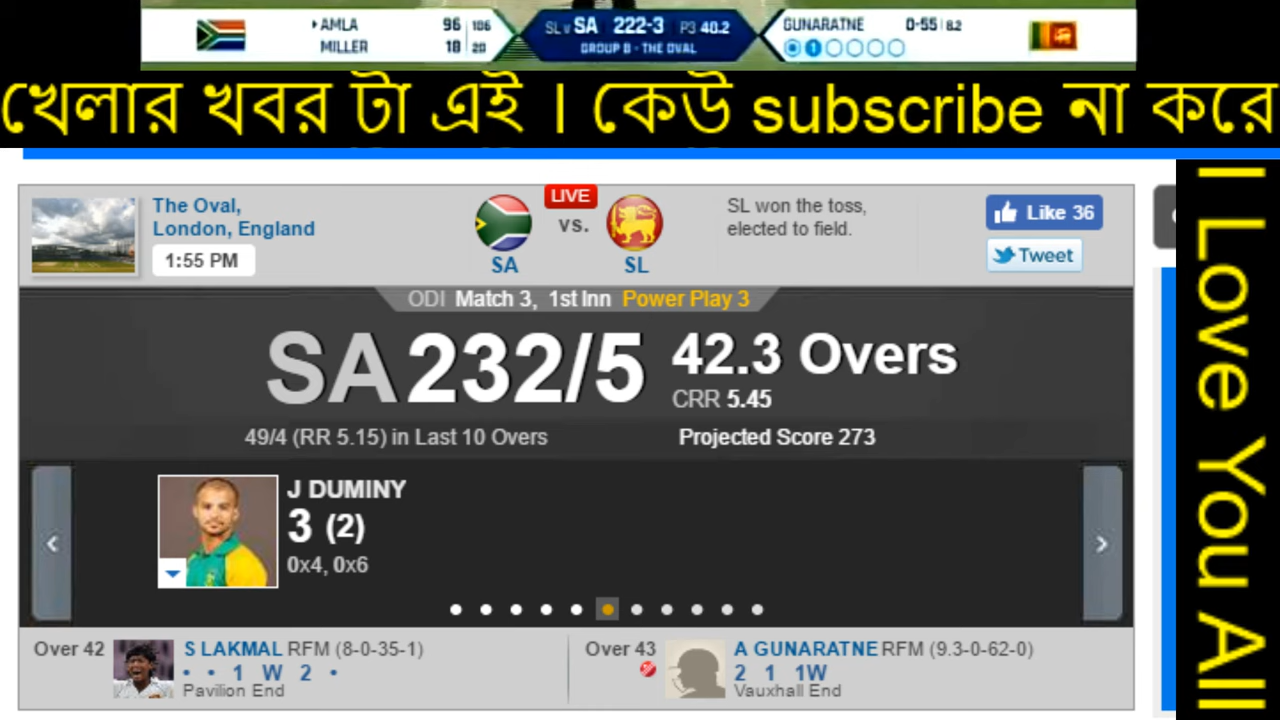 AMLA 96 106
MILLER 18 20
SL v SA 222-3 P3 40.2
GROUP B - THE OVAL
GUNARATNE 0-55 8.2
1
খেলার খবর টা এই । কেউ subscribe না করে
The Oval,
London, England
1:55 PM
LIVE
vs.
SA
SL
SL won the toss,
elected to field.
Like 36
Tweet
ODI Match 3, 1st Inn Power Play 3
SA 232/5
42.3 Overs
CRR 5.45
49/4 (RR 5.15) in Last 10 Overs
Projected Score 273
J DUMINY
3 (2)
0x4, 0x6
Over 42
S LAKMAL RFM (8-0-35-1)
• • 1 W 2 •
Pavilion End
Over 43
A GUNARATNE RFM (9.3-0-62-0)
2 1 1W
Vauxhall End
I Love You All